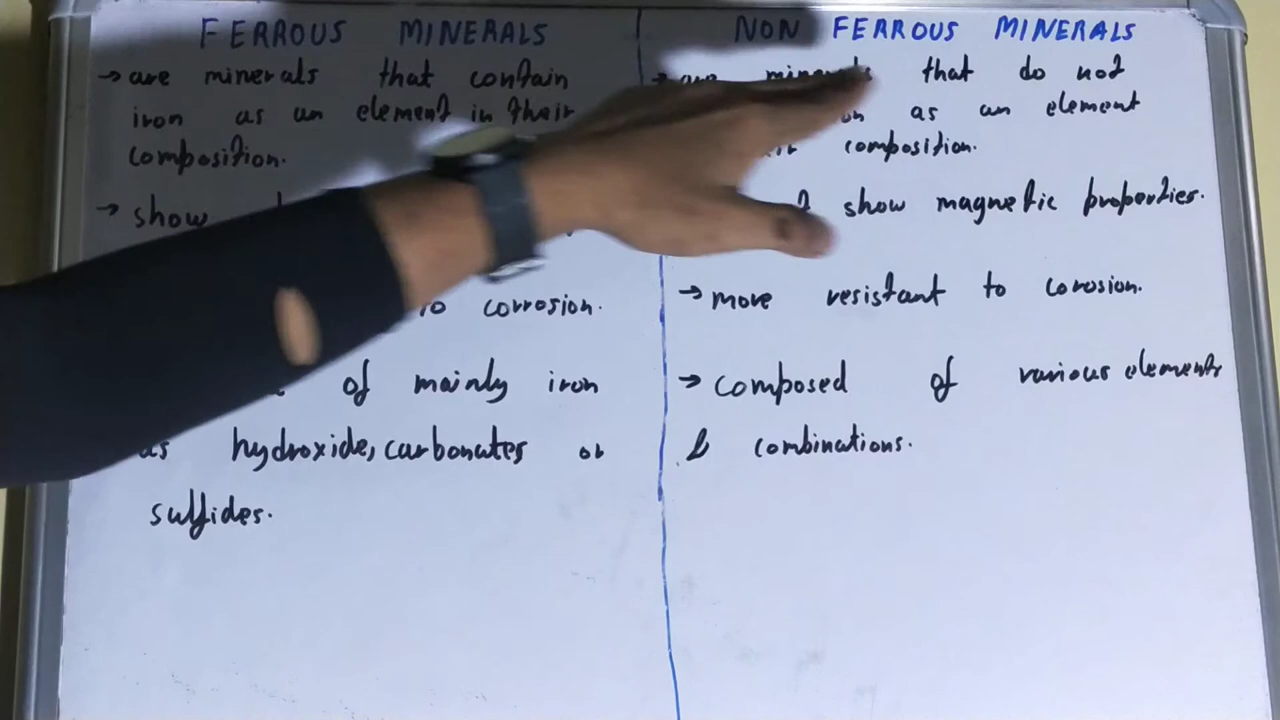 FERROUS MINERALS
→ are minerals that contain
iron as an element in their
composition.
→ show
corrosion.
of mainly iron
as hydroxide, carbonates or
sulfides.
NON FERROUS MINERALS
that do not
as an element
composition.
show magnetic properties.
→ more resistant to corosion.
→ composed of various elements
& combinations.